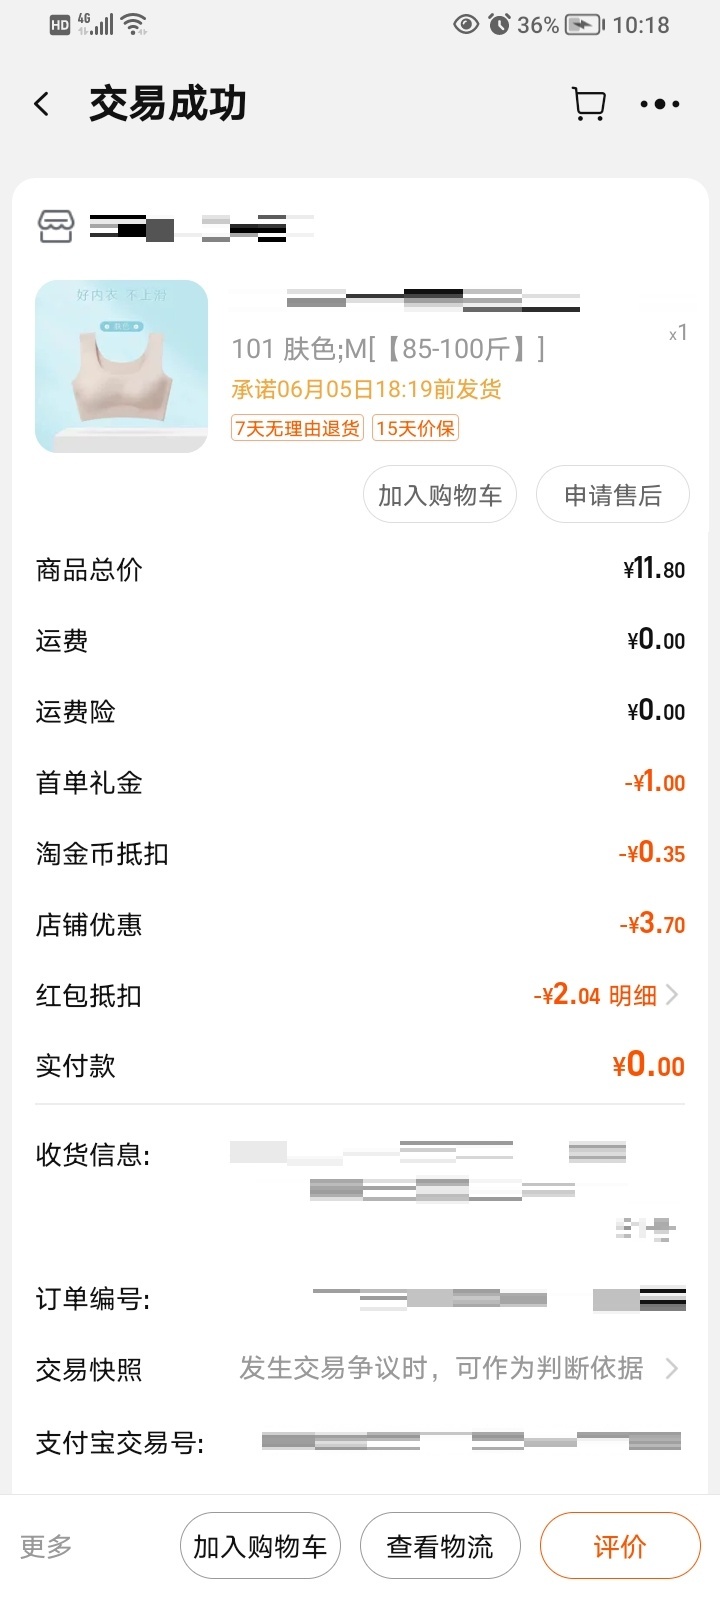 HD 4G 36% 10:18
交易成功
好内衣 不上滑
肤色
x1
101 肤色;M[【85-100斤】]
承诺06月05日18:19前发货
7天无理由退货 15天价保
加入购物车 申请售后
商品总价 ¥11.80
运费 ¥0.00
运费险 ¥0.00
首单礼金 -¥1.00
淘金币抵扣 -¥0.35
店铺优惠 -¥3.70
红包抵扣 -¥2.04 明细
实付款 ¥0.00
收货信息:
订单编号:
交易快照 发生交易争议时，可作为判断依据
支付宝交易号:
更多 加入购物车 查看物流 评价